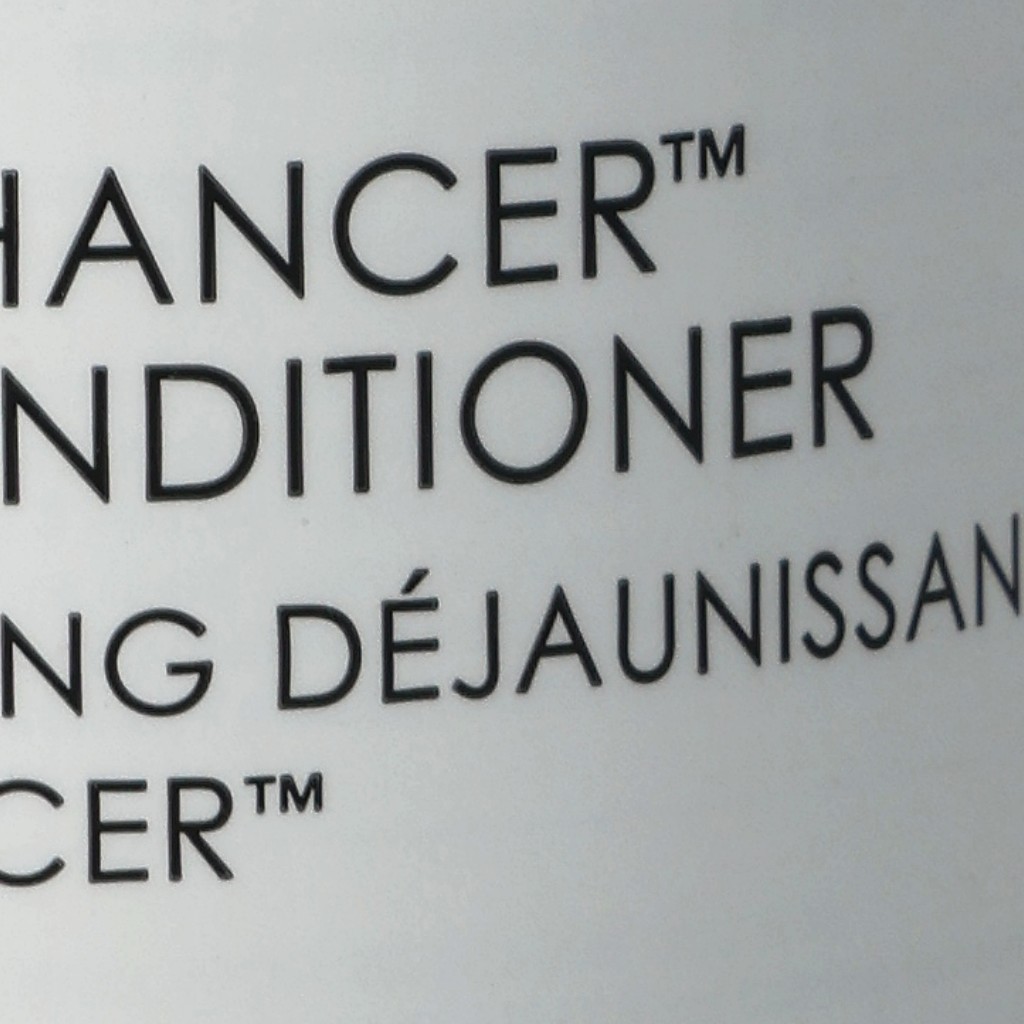 HANCER™
NDITIONER
NG DÉJAUNISSAN
CER™